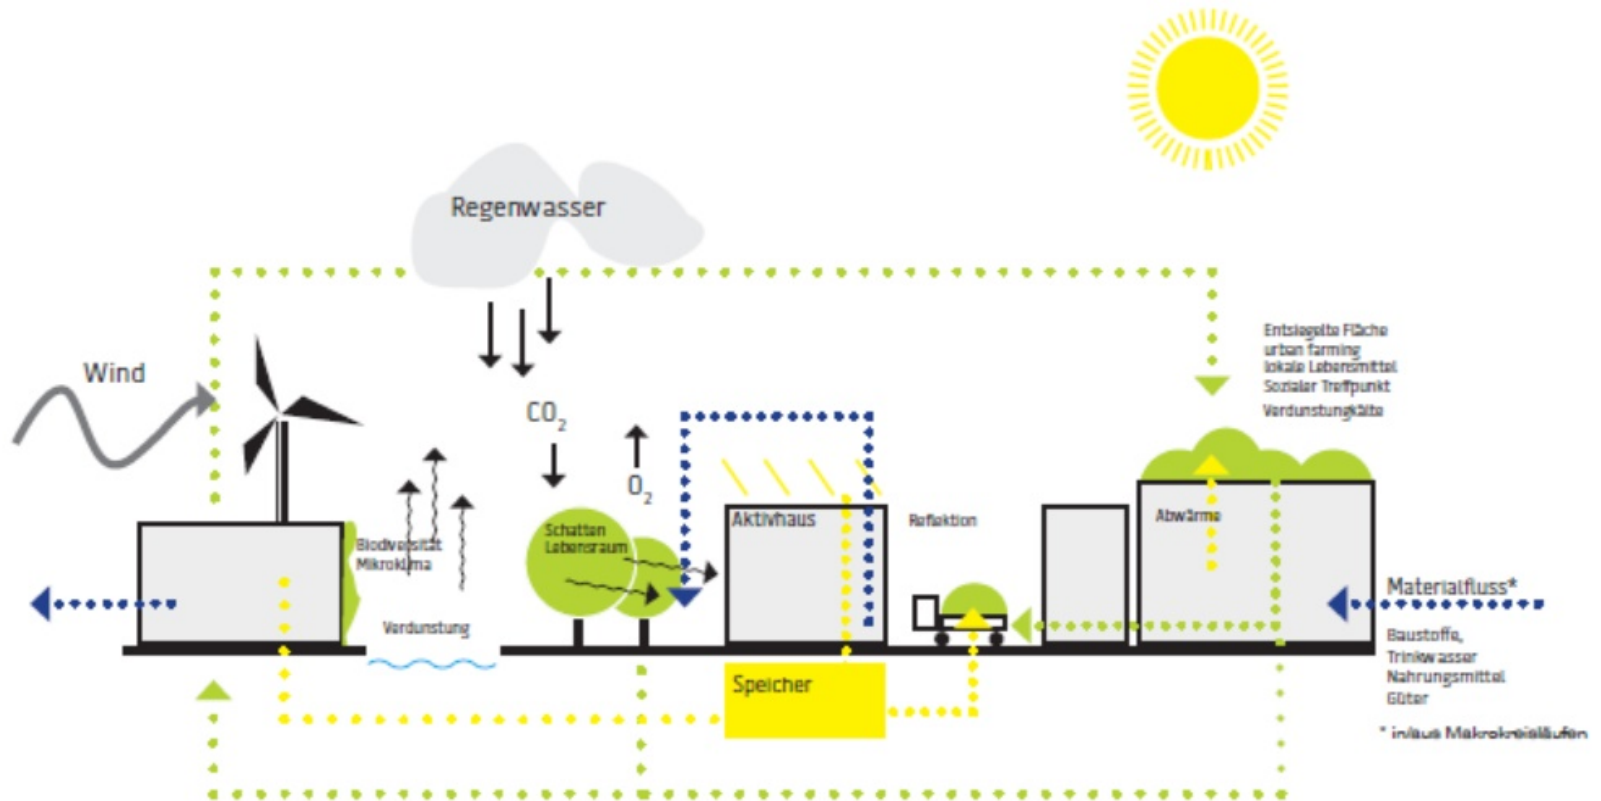 Regenwasser
Wind
Entsiegelte Fläche
urban farming
lokale Lebensmittel
Sozialer Treffpunkt
Verdunstungkälte
CO₂
O₂
Schatten
Lebensraum
Aktivhaus
Reflektion
Abwärme
Biodiversität
Mikroklima
Verdunstung
Materialfluss*
Baustoffe,
Trinkwasser
Nahrungsmittel
Güter
Speicher
* in/aus Makrokreisläufen